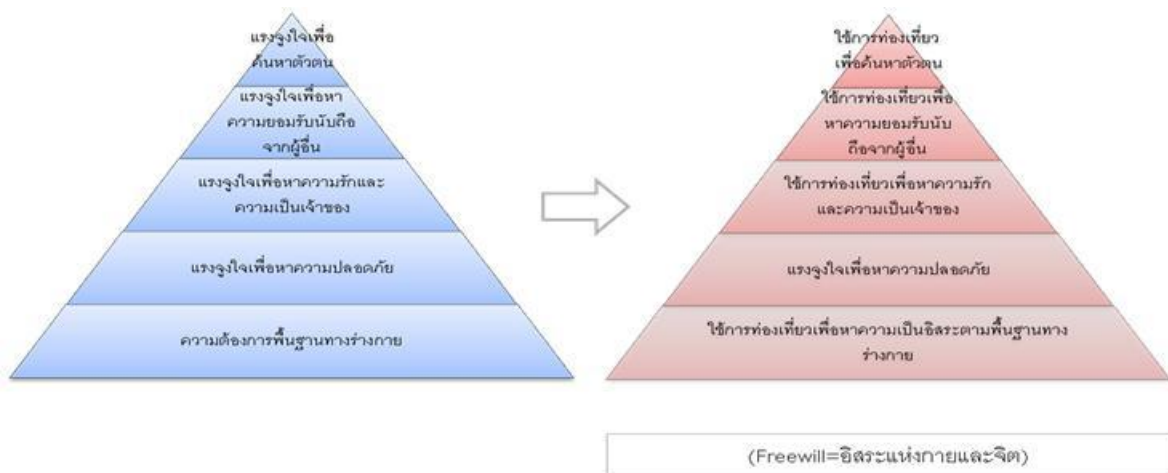 แรงจูงใจเพื่อ
ค้นหาตัวตน
แรงจูงใจเพื่อหา
ความยอมรับนับถือ
จากผู้อื่น
แรงจูงใจเพื่อหาความรักและ
ความเป็นเจ้าของ
แรงจูงใจเพื่อหาความปลอดภัย
ความต้องการพื้นฐานทางร่างกาย
ใช้การท่องเที่ยว
เพื่อค้นหาตัวตน
ใช้การท่องเที่ยวเพื่อ
หาความยอมรับนับ
ถือจากผู้อื่น
ใช้การท่องเที่ยวเพื่อหาความรัก
และความเป็นเจ้าของ
แรงจูงใจเพื่อหาความปลอดภัย
ใช้การท่องเที่ยวเพื่อหาความเป็นอิสระตามพื้นฐานทาง
ร่างกาย
(Freewill=อิสระแห่งกายและจิต)